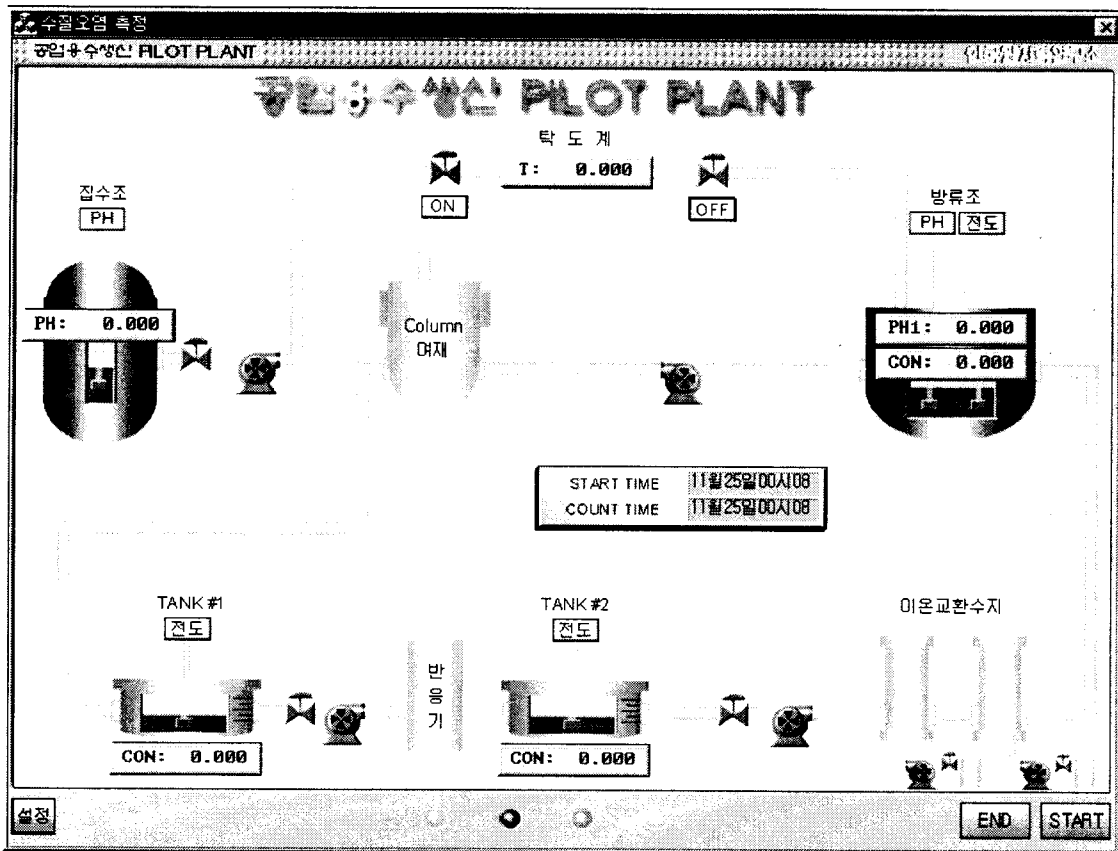 수질오염 측정
공업용수생산 PILOT PLANT
공업용수생산 PILOT PLANT
탁 도 계
T: 0.000
ON
OFF
집수조
PH
PH: 0.000
방류조
PH 전도
PH1: 0.000
CON: 0.000
Column
여재
START TIME 11월25일00시08
COUNT TIME 11월25일00시08
TANK #1
전도
CON: 0.000
반
응
기
TANK #2
전도
CON: 0.000
이온교환수지
설정
END
START